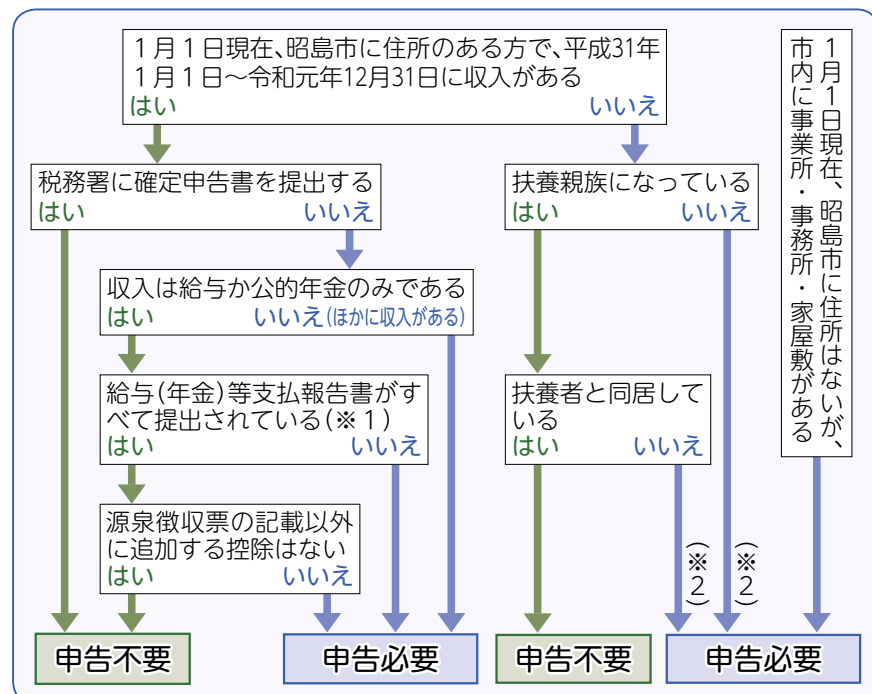 １月１日現在、昭島市に住所のある方で、平成31年
１月１日～令和元年12月31日に収入がある
はい いいえ
税務署に確定申告書を提出する
はい いいえ
扶養親族になっている
はい いいえ
収入は給与か公的年金のみである
はい いいえ(ほかに収入がある)
給与(年金)等支払報告書がす
べて提出されている(※１)
はい いいえ
扶養者と同居して
いる
はい いいえ
源泉徴収票の記載以外
に追加する控除はない
はい いいえ
(※２)
(※２)
１月１日現在、昭島市に住所はないが、
市内に事業所・事務所・家屋敷がある
申告不要
申告必要
申告不要
申告必要